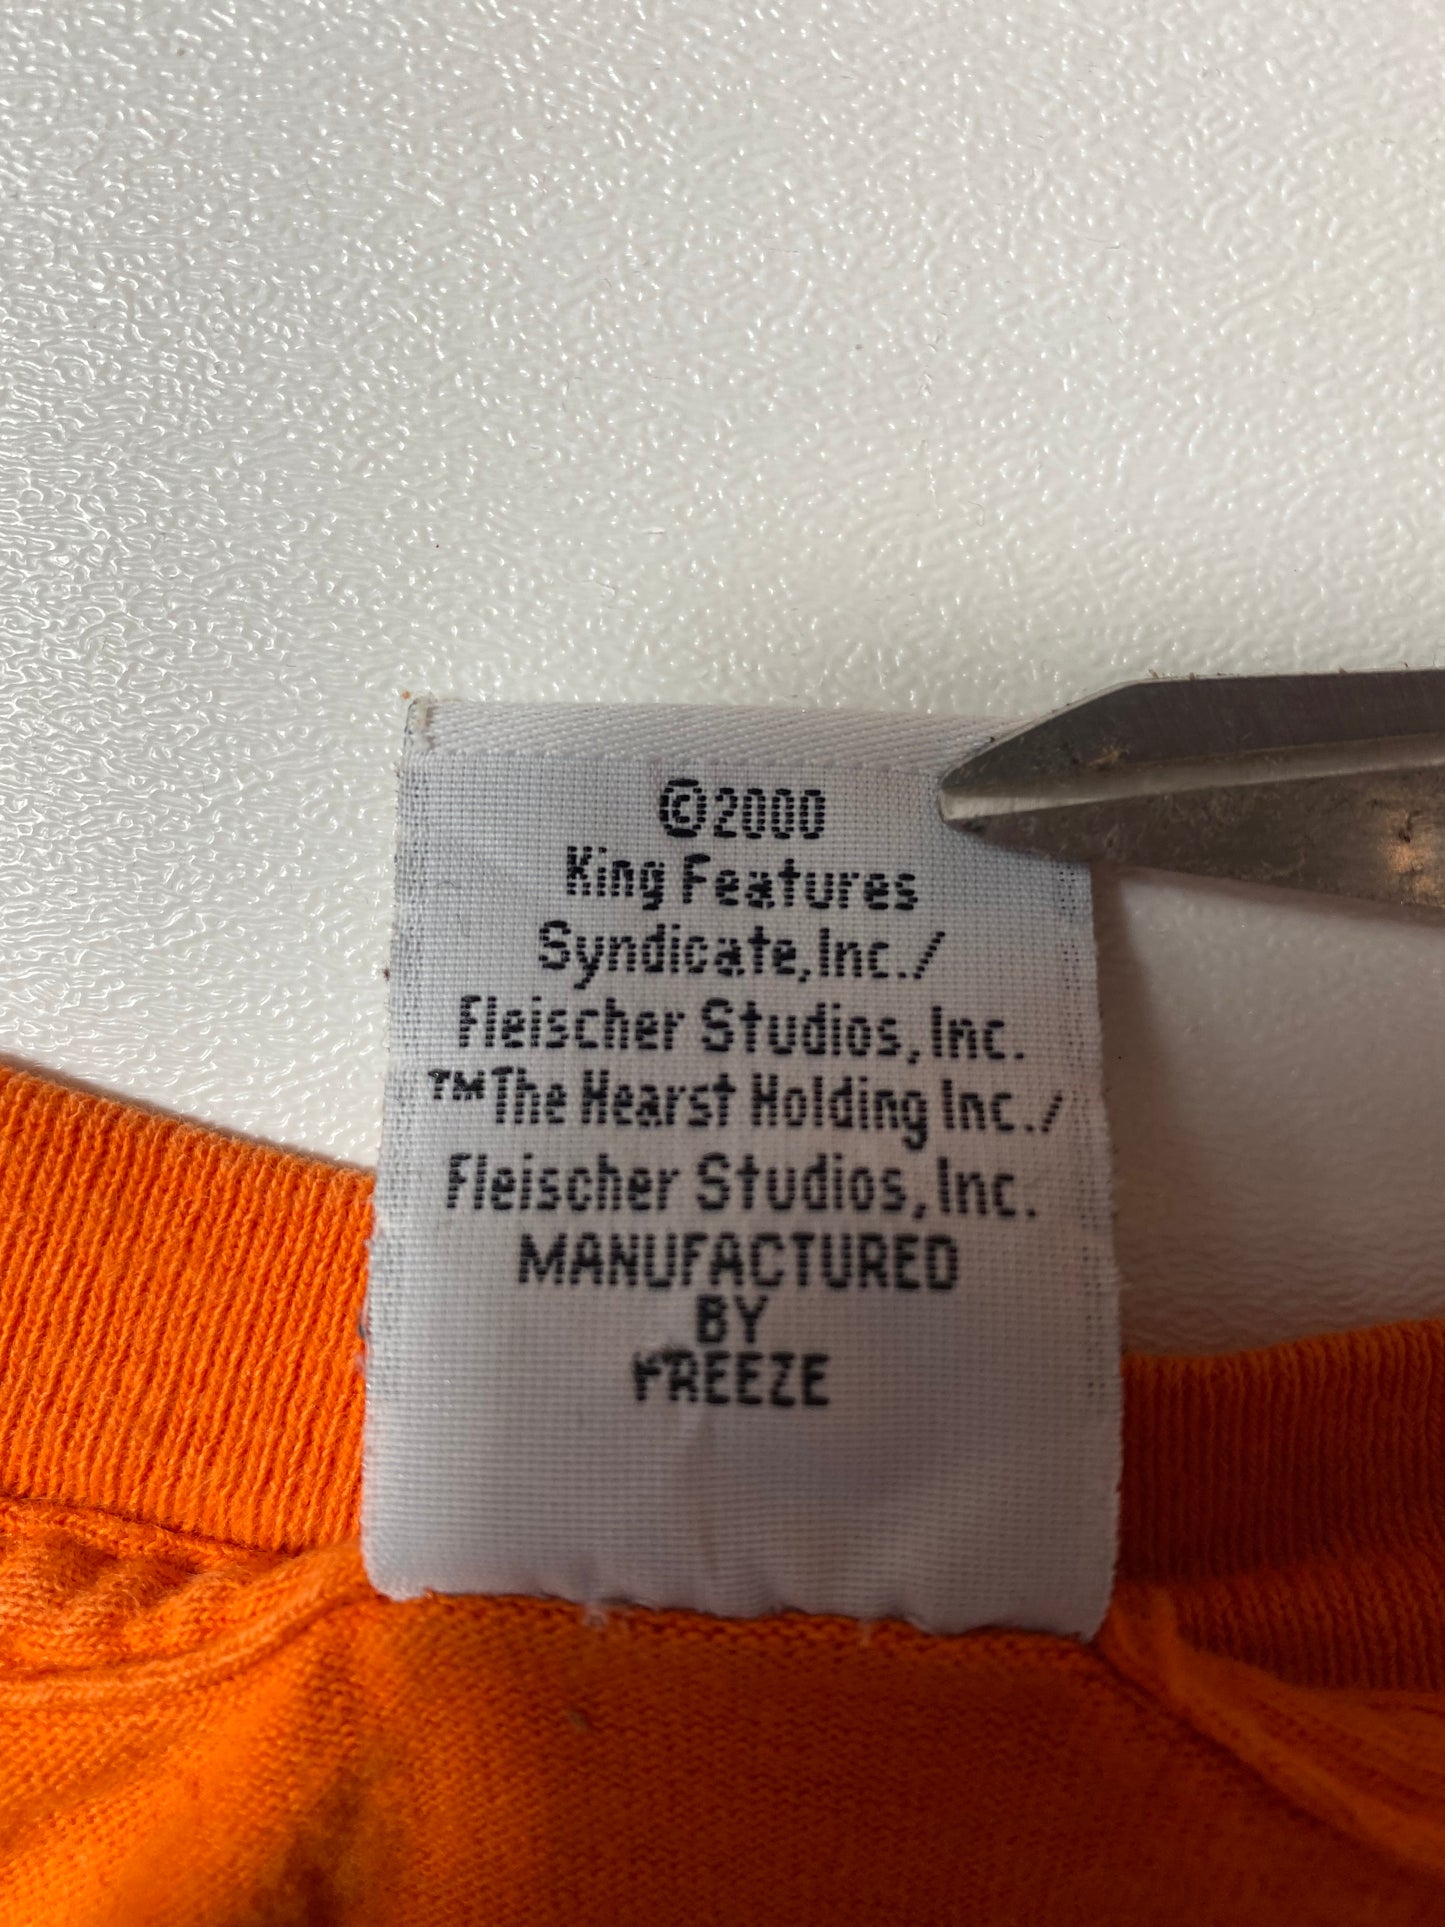 ©2000
King Features
Syndicate, Inc./
Fleischer Studios, Inc.
™The Hearst Holding Inc./
Fleischer Studios, Inc.
MANUFACTURED
BY
FREEZE